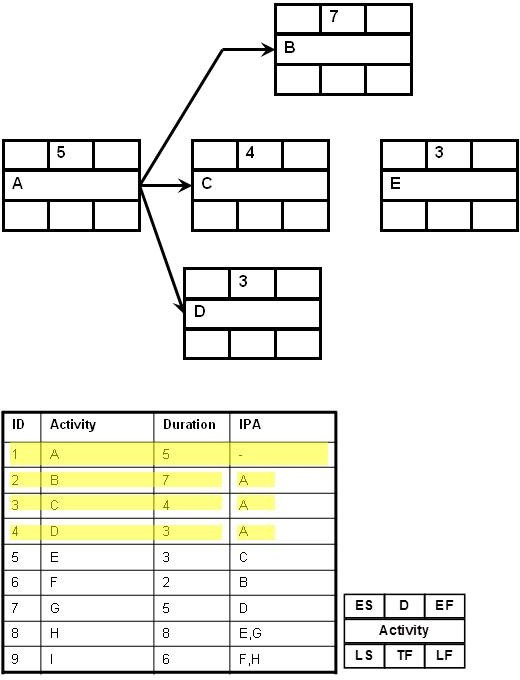 7
B
5
4
3
A
C
E
3
D
ID Activity Duration IPA
1 A 5 -
2 B 7 A
3 C 4 A
4 D 3 A
5 E 3 C
6 F 2 B
7 G 5 D
8 H 8 E,G
9 I 6 F,H
ES D EF
Activity
LS TF LF